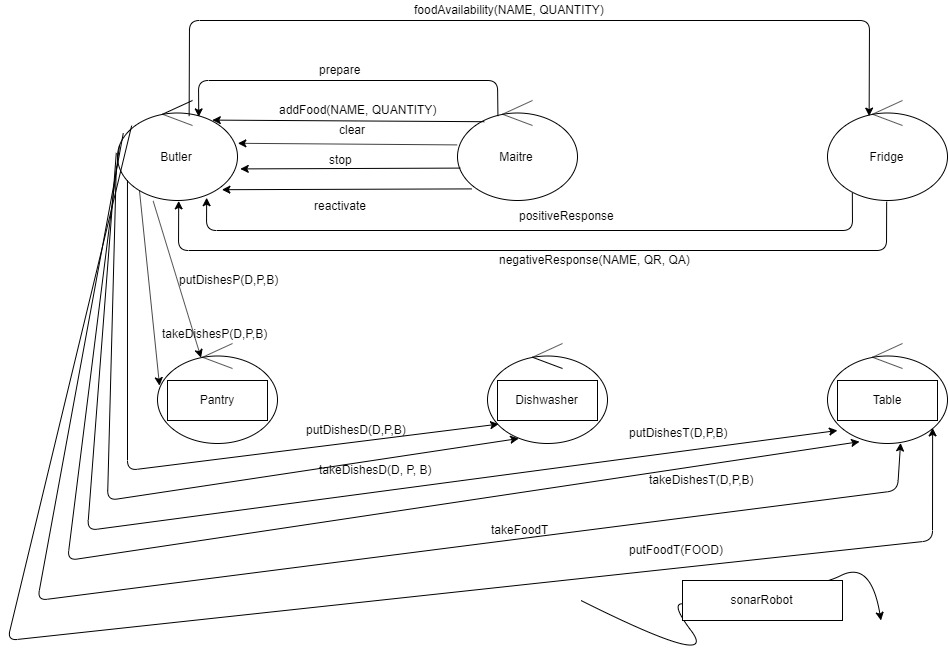 foodAvailability(NAME, QUANTITY)
prepare
addFood(NAME, QUANTITY)
clear
Butler
Maitre
Fridge
stop
reactivate
positiveResponse
negativeResponse(NAME, QR, QA)
putDishesP(D,P,B)
takeDishesP(D,P,B)
Pantry
Dishwasher
Table
putDishesD(D,P,B)
putDishesT(D,P,B)
takeDishesD(D, P, B)
takeDishesT(D,P,B)
takeFoodT
putFoodT(FOOD)
sonarRobot